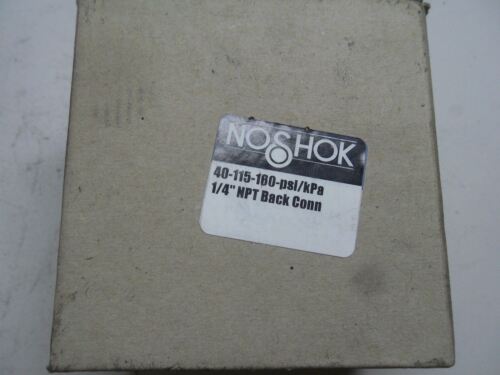 NOSHOK
40-115-160-psi/kPa
1/4" NPT Back Conn